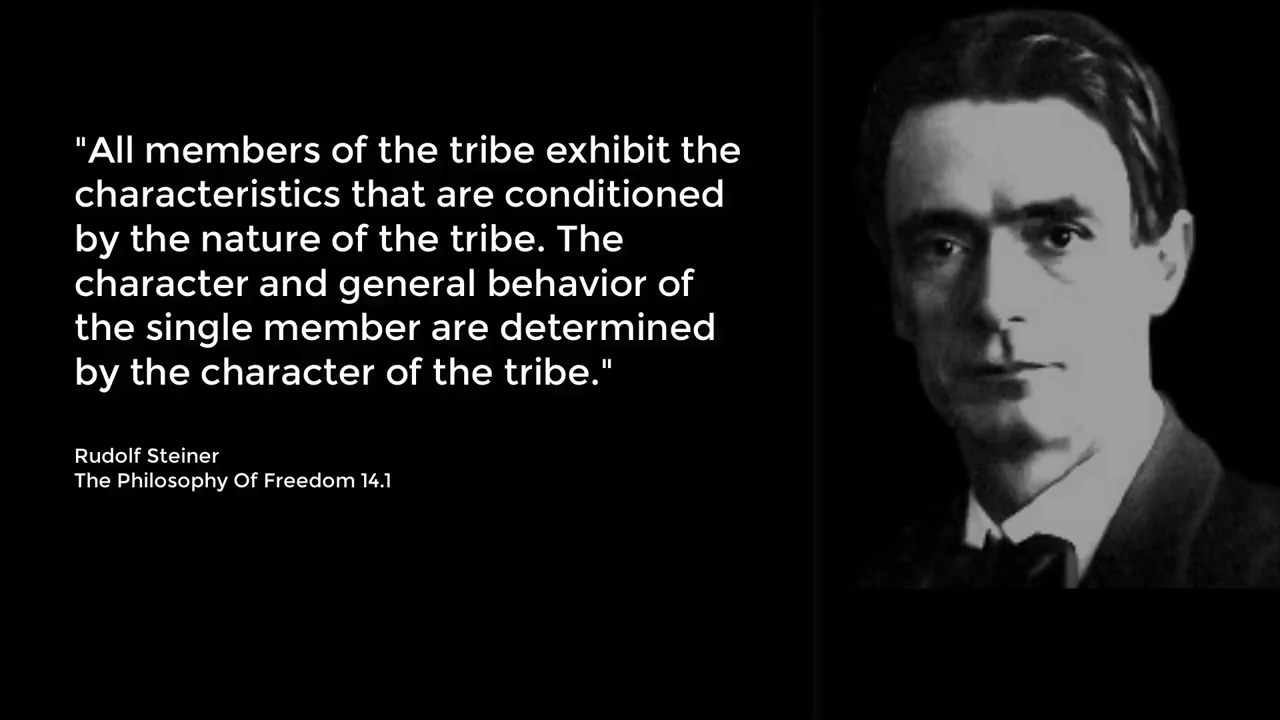 "All members of the tribe exhibit the
characteristics that are conditioned
by the nature of the tribe. The
character and general behavior of
the single member are determined
by the character of the tribe."
Rudolf Steiner
The Philosophy Of Freedom 14.1